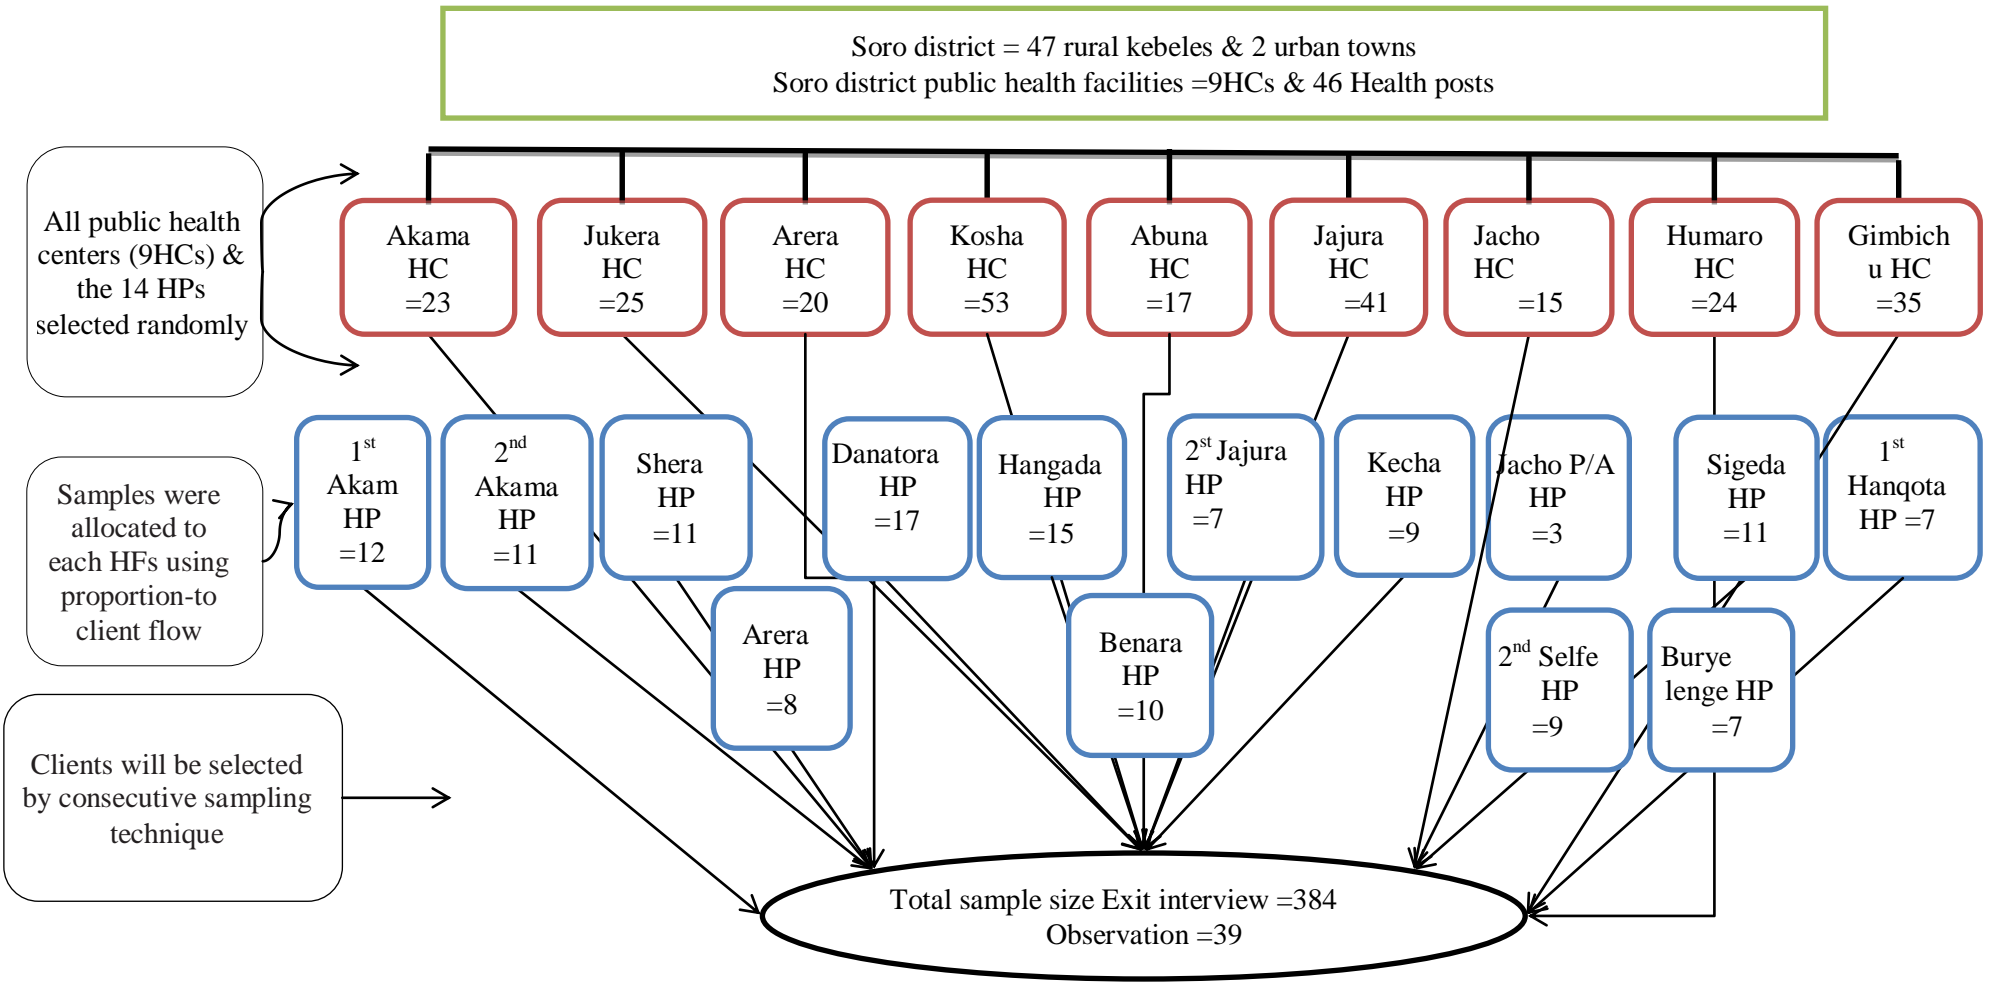 Soro district = 47 rural kebeles & 2 urban towns
Soro district public health facilities =9HCs & 46 Health posts
All public health
centers (9HCs) &
the 14 HPs
selected randomly
Akama
HC
=23
Jukera
HC
=25
Arera
HC
=20
Kosha
HC
=53
Abuna
HC
=17
Jajura
HC
=41
Jacho
HC
=15
Humaro
HC
=24
Gimbich
u HC
=35
Samples were
allocated to
each HFs using
proportion-to
client flow
1st
Akam
HP
=12
2nd
Akama
HP
=11
Shera
HP
=11
Danatora
HP
=17
Hangada
HP
=15
2st Jajura
HP
=7
Kecha
HP
=9
Jacho P/A
HP
=3
Sigeda
HP
=11
1st
Hanqota
HP =7
Arera
HP
=8
Benara
HP
=10
2nd Selfe
HP
=9
Burye
lenge HP
=7
Clients will be selected
by consecutive sampling
technique
Total sample size Exit interview =384
Observation =39